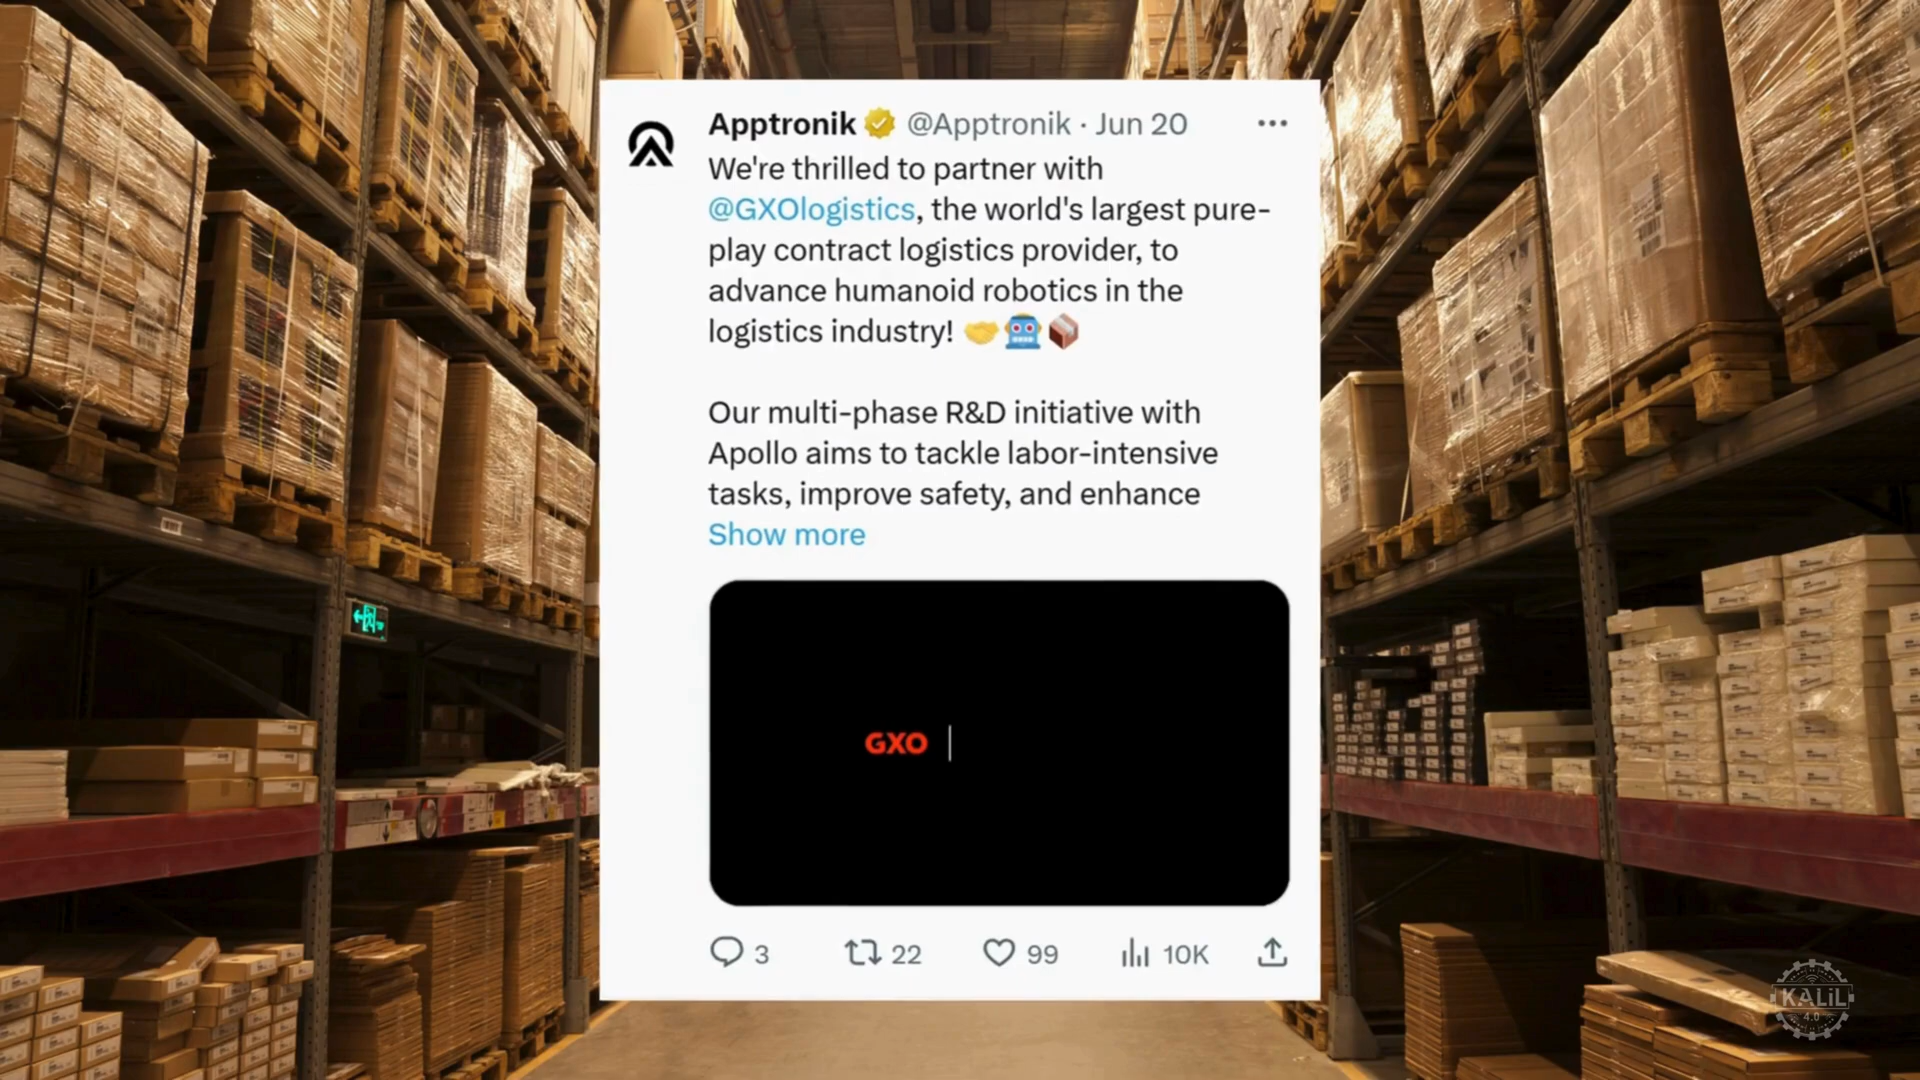 Apptronik @Apptronik · Jun 20
We're thrilled to partner with
@GXOlogistics, the world's largest pure-
play contract logistics provider, to
advance humanoid robotics in the
logistics industry! 🤝🤖📦
Our multi-phase R&D initiative with
Apollo aims to tackle labor-intensive
tasks, improve safety, and enhance
Show more
GXO
3 22 99 10K
KALiL
4.0